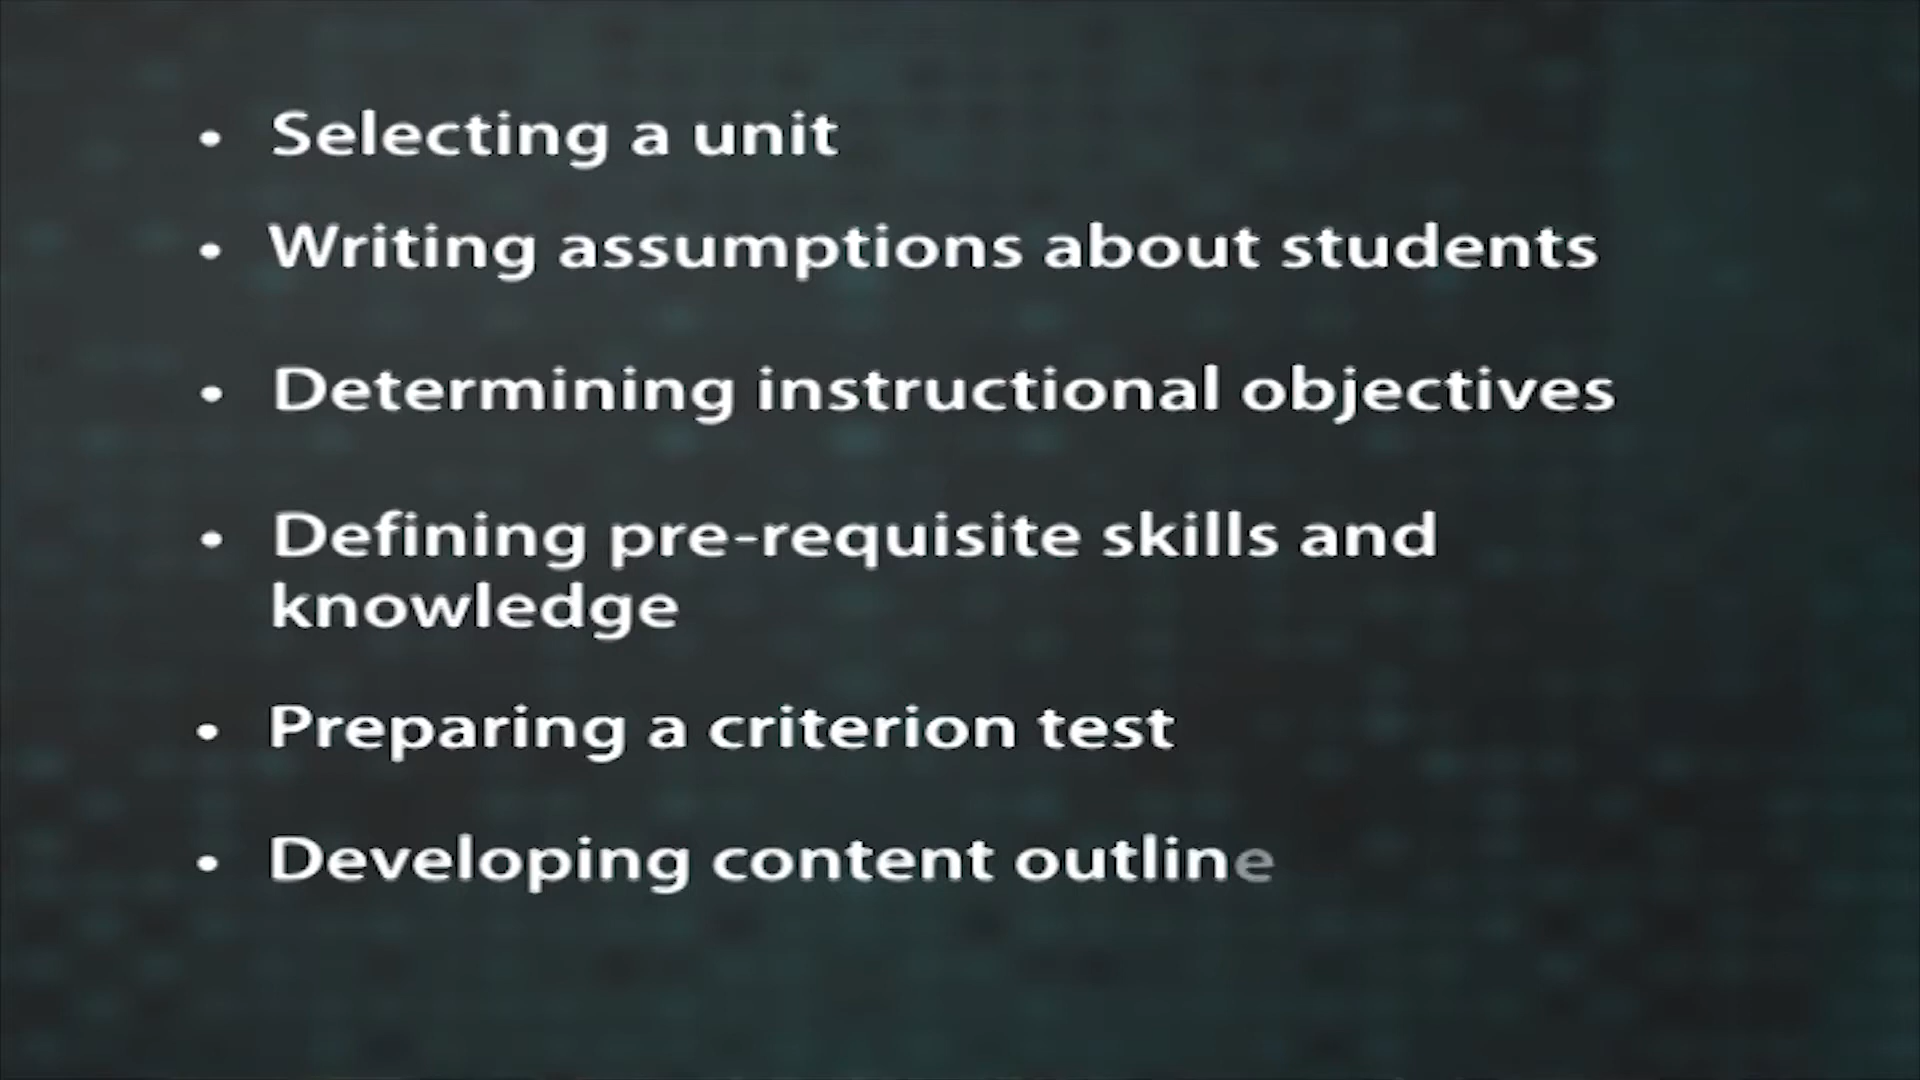 • Selecting a unit
• Writing assumptions about students
• Determining instructional objectives
• Defining pre-requisite skills and
knowledge
• Preparing a criterion test
• Developing content outline